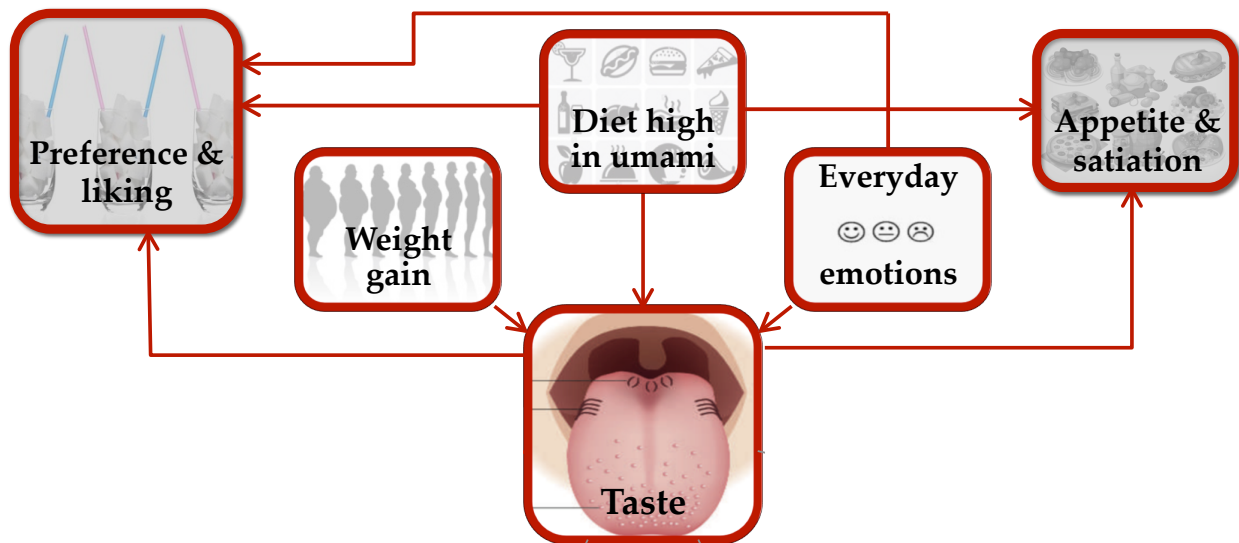 Preference &
liking
Diet high
in umami
Appetite &
satiation
Weight
gain
Everyday
emotions
Taste